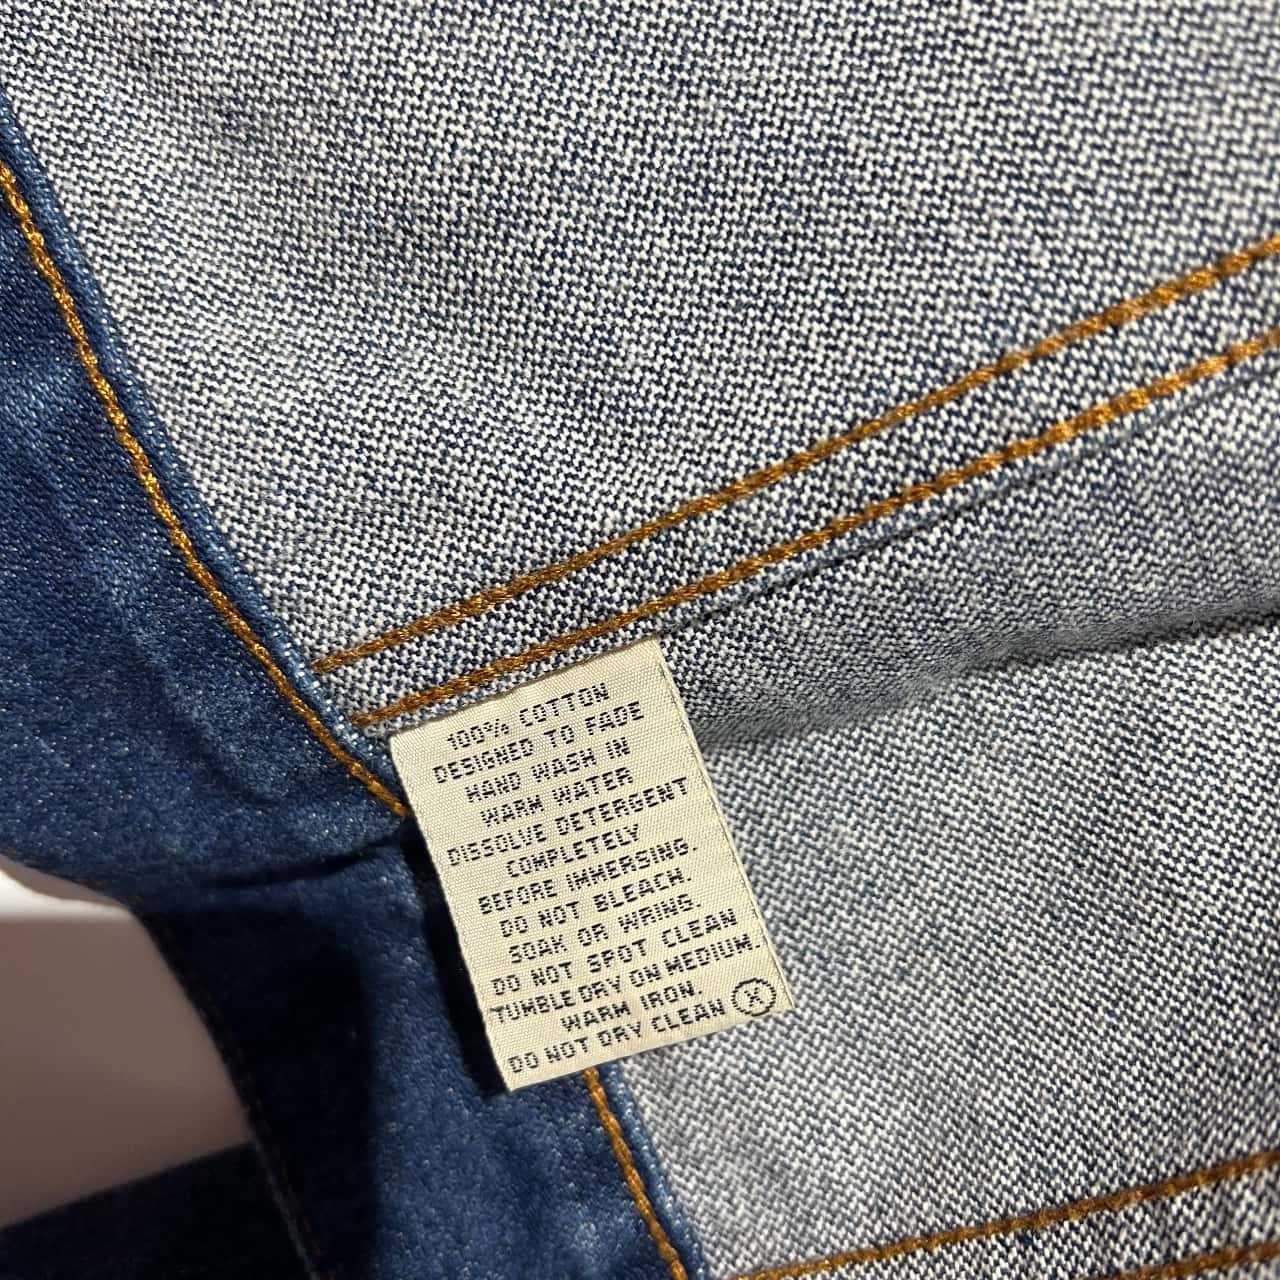 100% COTTON
DESIGNED TO FADE
HAND WASH IN
WARM WATER
DISSOLVE DETERGENT
COMPLETELY
BEFORE IMMERSING.
DO NOT BLEACH.
SOAK OR WRING.
DO NOT SPOT CLEAN
TUMBLE DRY ON MEDIUM.
WARM IRON.
DO NOT DRY CLEAN X